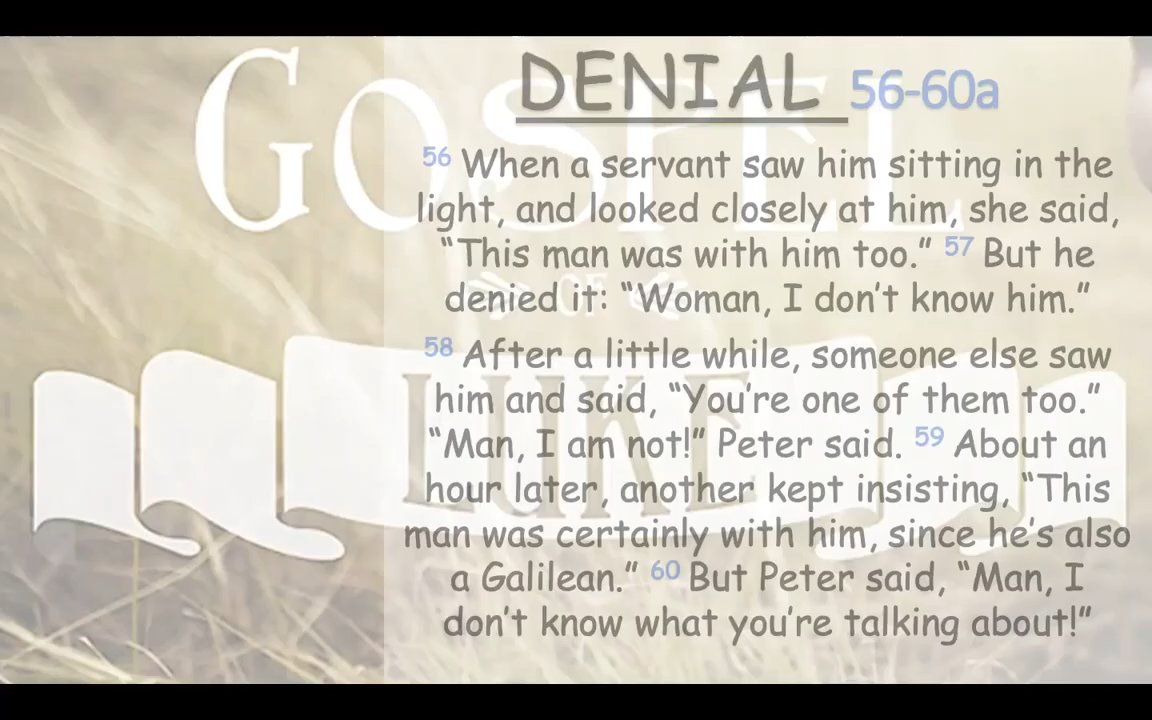 GOSPEL
OF
LUKE
DENIAL 56-60a
56 When a servant saw him sitting in the
light, and looked closely at him, she said,
“This man was with him too.” 57 But he
denied it: “Woman, I don’t know him.”
58 After a little while, someone else saw
him and said, “You’re one of them too.”
“Man, I am not!” Peter said. 59 About an
hour later, another kept insisting, “This
man was certainly with him, since he’s also
a Galilean.” 60 But Peter said, “Man, I
don’t know what you’re talking about!”